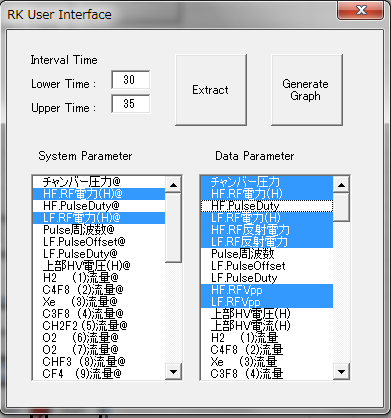 RK User Interface
Interval Time
Lower Time : 30
Upper Time : 35
Extract
Generate
Graph
System Parameter
チャンバー圧力@
HF.RF電力(H)@
HF.PulseDuty@
LF.RF電力(H)@
Pulse周波数@
LF.PulseOffset@
LF.PulseDuty@
上部HV電圧(H)@
H2 (1)流量@
C4F8 (2)流量@
Xe (3)流量@
C3F8 (4)流量@
CH2F2 (5)流量@
O2 (6)流量@
O2 (7)流量@
CHF3 (8)流量@
CF4 (9)流量@
Data Parameter
チャンバー圧力
HF.RF電力(H)
HF.PulseDuty
LF.RF電力(H)
HF.RF反射電力
LF.RF反射電力
Pulse周波数
LF.PulseOffset
LF.PulseDuty
HF.RFVpp
LF.RFVpp
上部HV電圧(H)
上部HV電流(H)
H2 (1)流量
C4F8 (2)流量
Xe (3)流量
C3F8 (4)流量